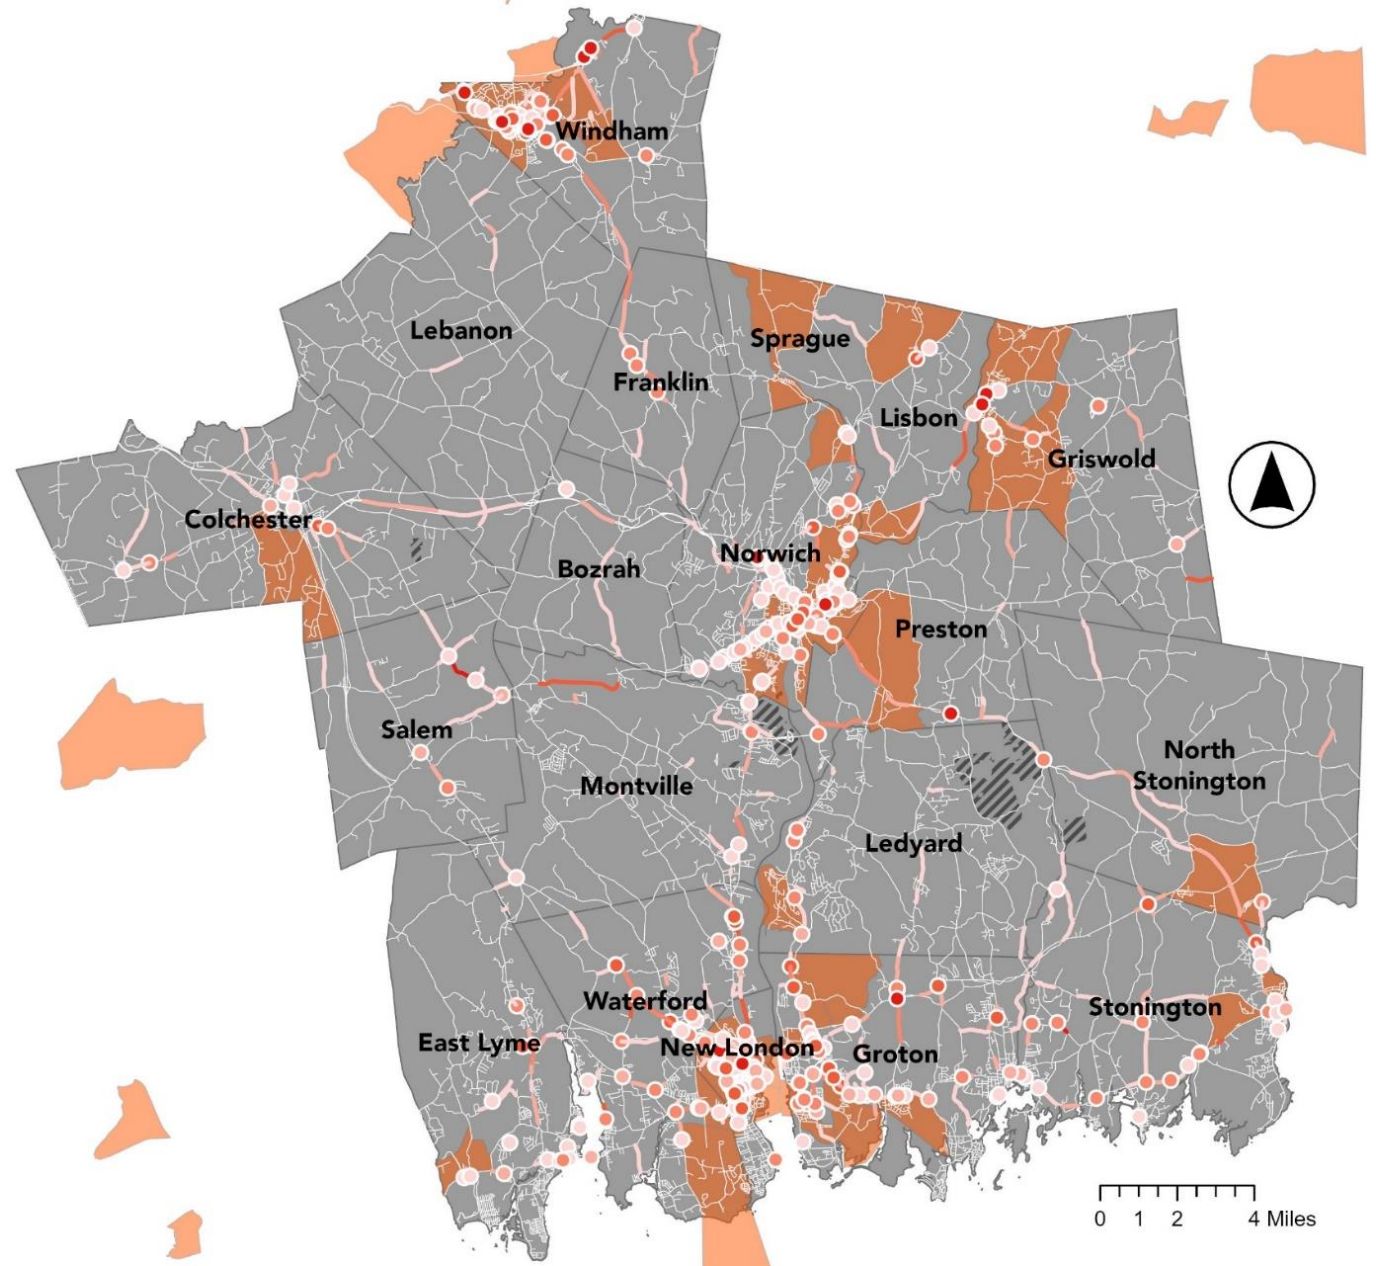 Windham
Lebanon
Sprague
Franklin
Lisbon
Griswold
Colchester
Norwich
Bozrah
Preston
Salem
North
Stonington
Montville
Ledyard
Waterford
Stonington
East Lyme
New London
Groton
0 1 2 4 Miles